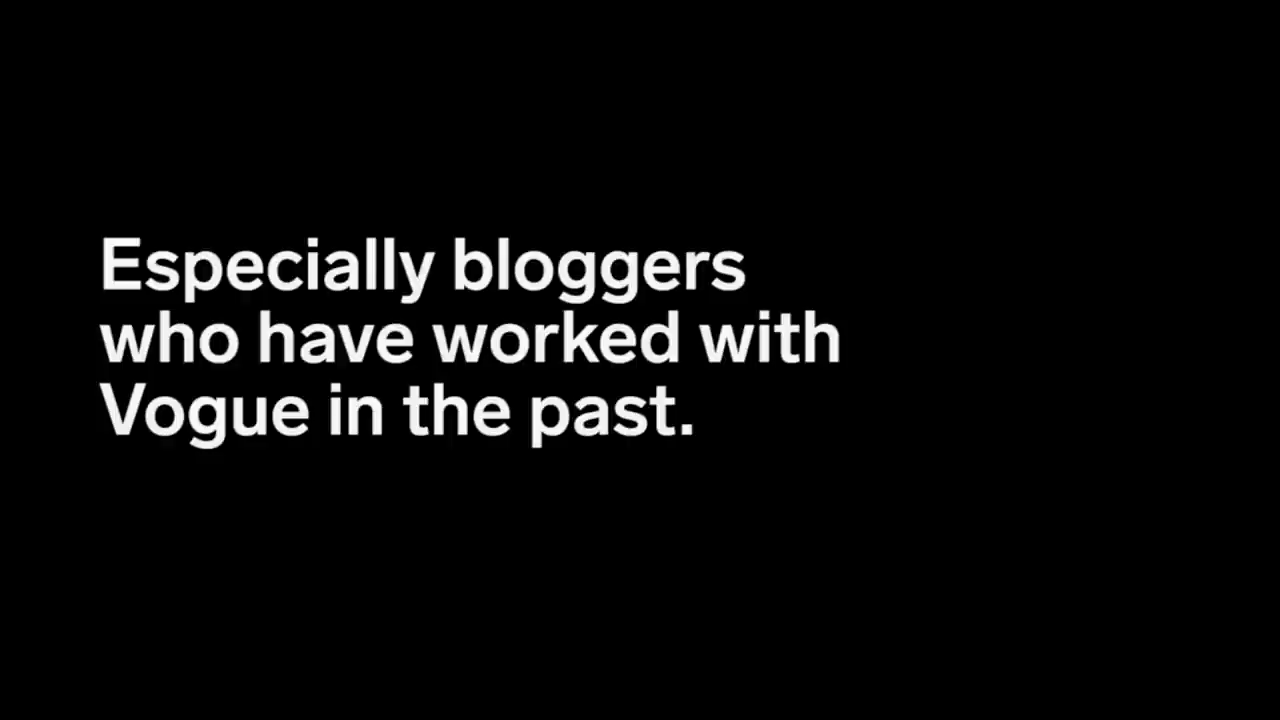 Especially bloggers
who have worked with
Vogue in the past.